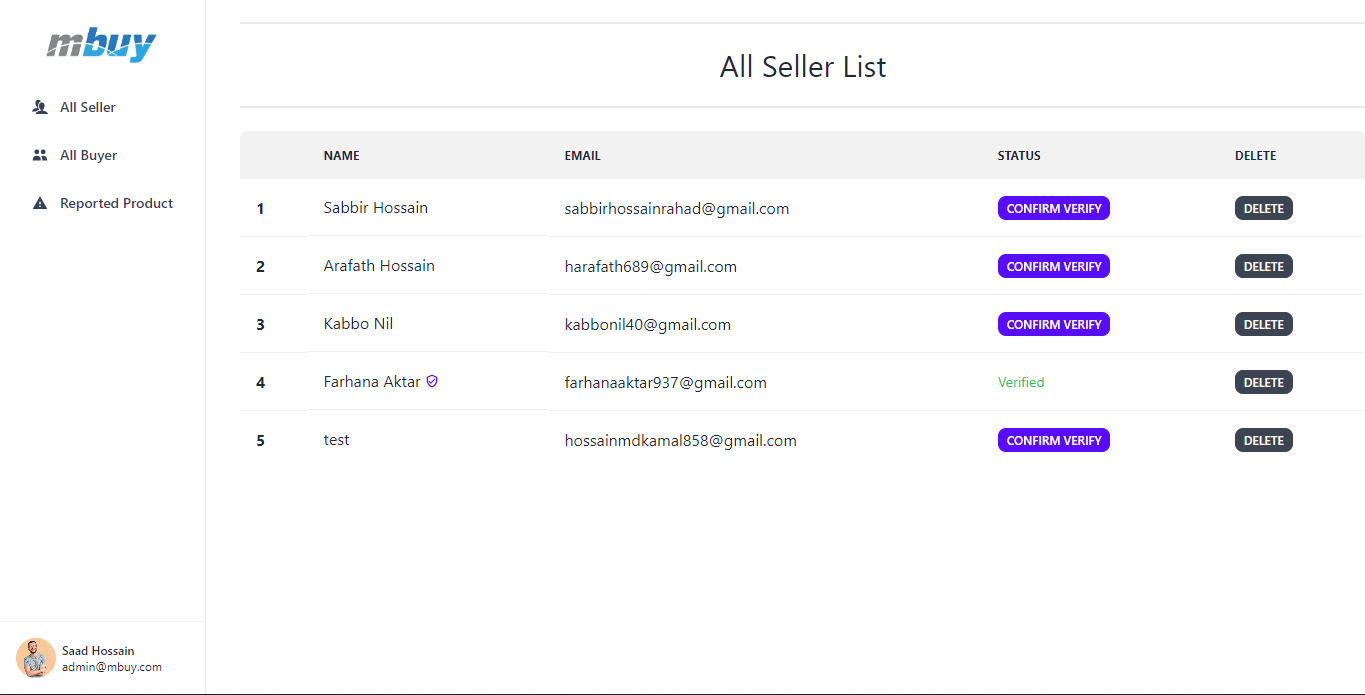 mbuy
All Seller
All Buyer
Reported Product
Saad Hossain
admin@mbuy.com
All Seller List
NAME EMAIL STATUS DELETE
1 Sabbir Hossain sabbirhossainrahad@gmail.com CONFIRM VERIFY DELETE
2 Arafath Hossain harafath689@gmail.com CONFIRM VERIFY DELETE
3 Kabbo Nil kabbonil40@gmail.com CONFIRM VERIFY DELETE
4 Farhana Aktar farhanaaktar937@gmail.com Verified DELETE
5 test hossainmdkamal858@gmail.com CONFIRM VERIFY DELETE